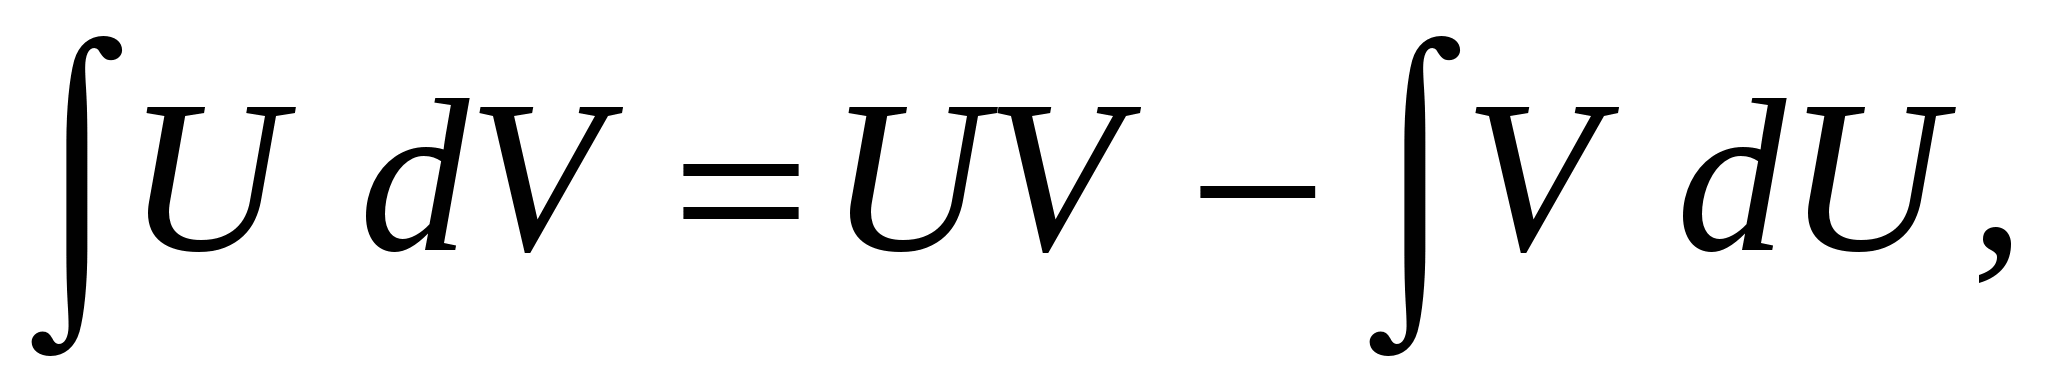 ∫U dV = UV − ∫V dU,